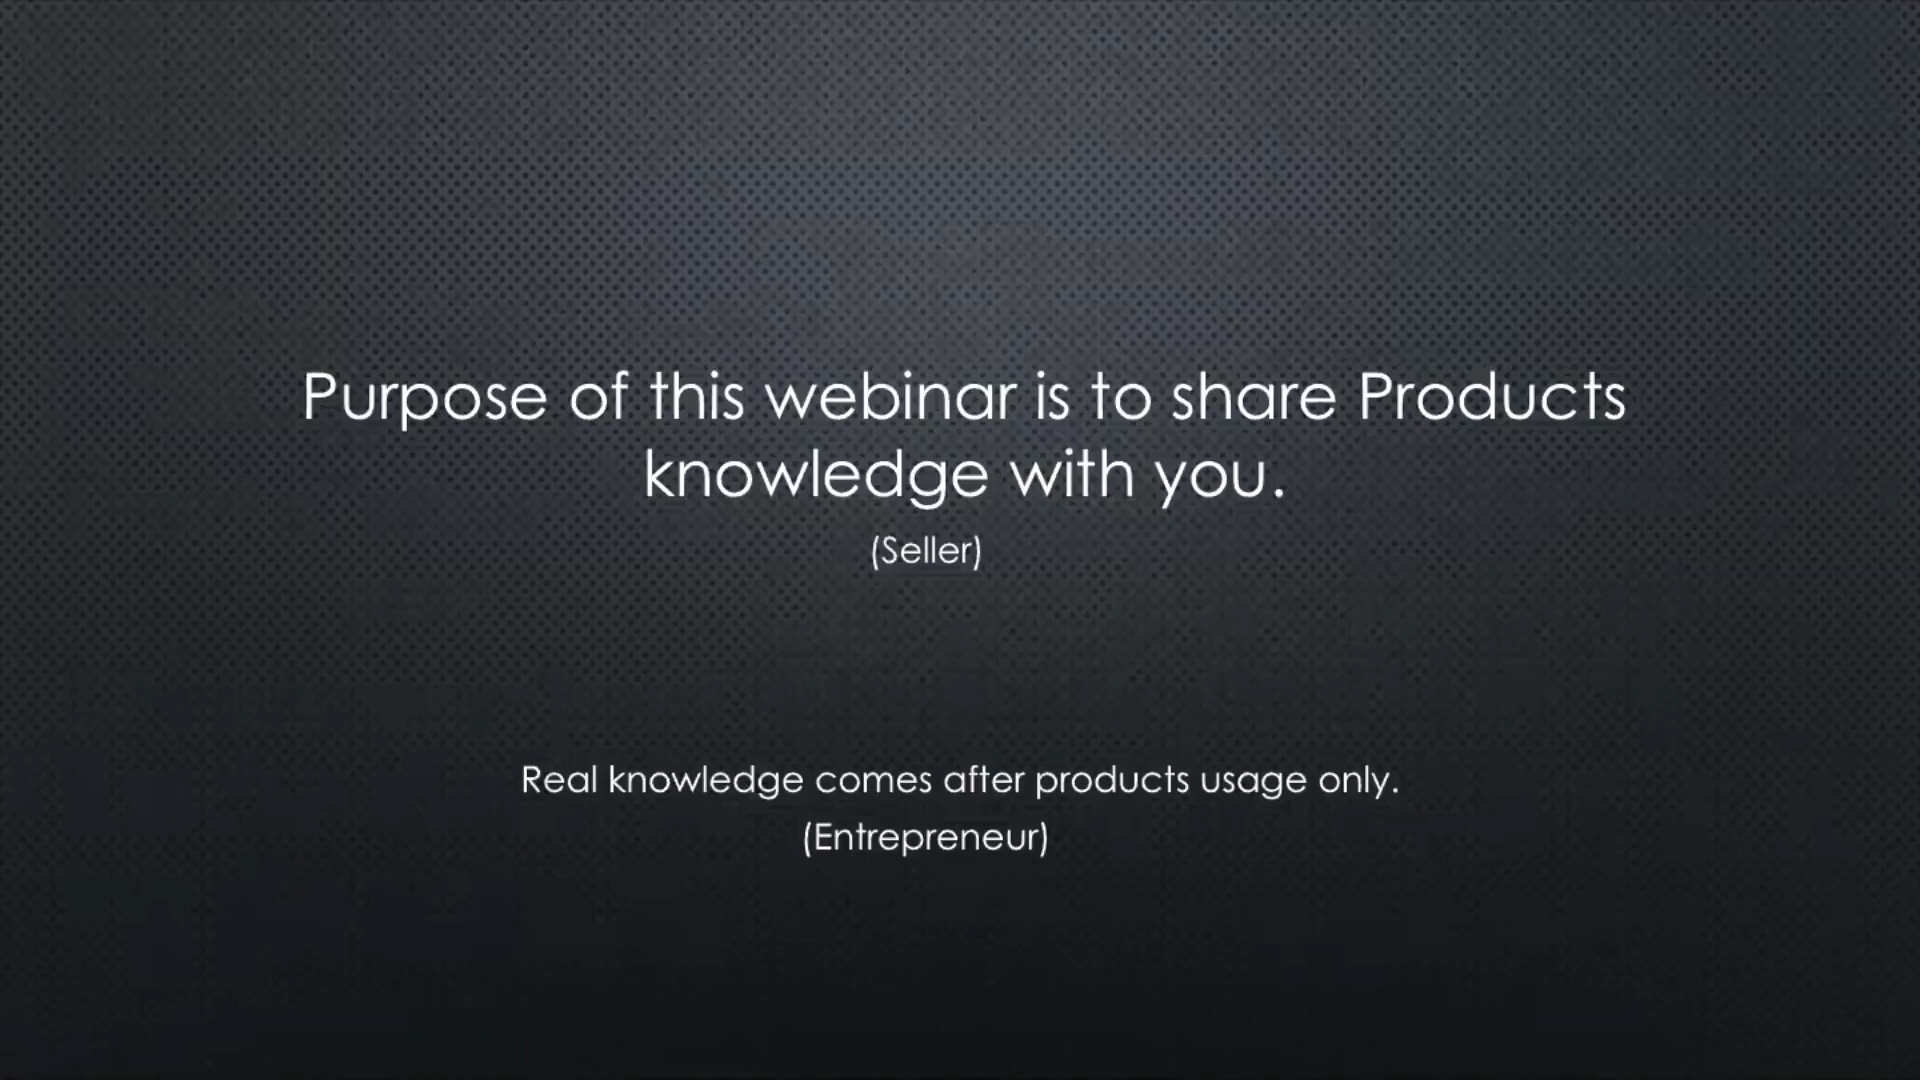 Purpose of this webinar is to share Products
knowledge with you.
(Seller)
Real knowledge comes after products usage only.
(Entrepreneur)